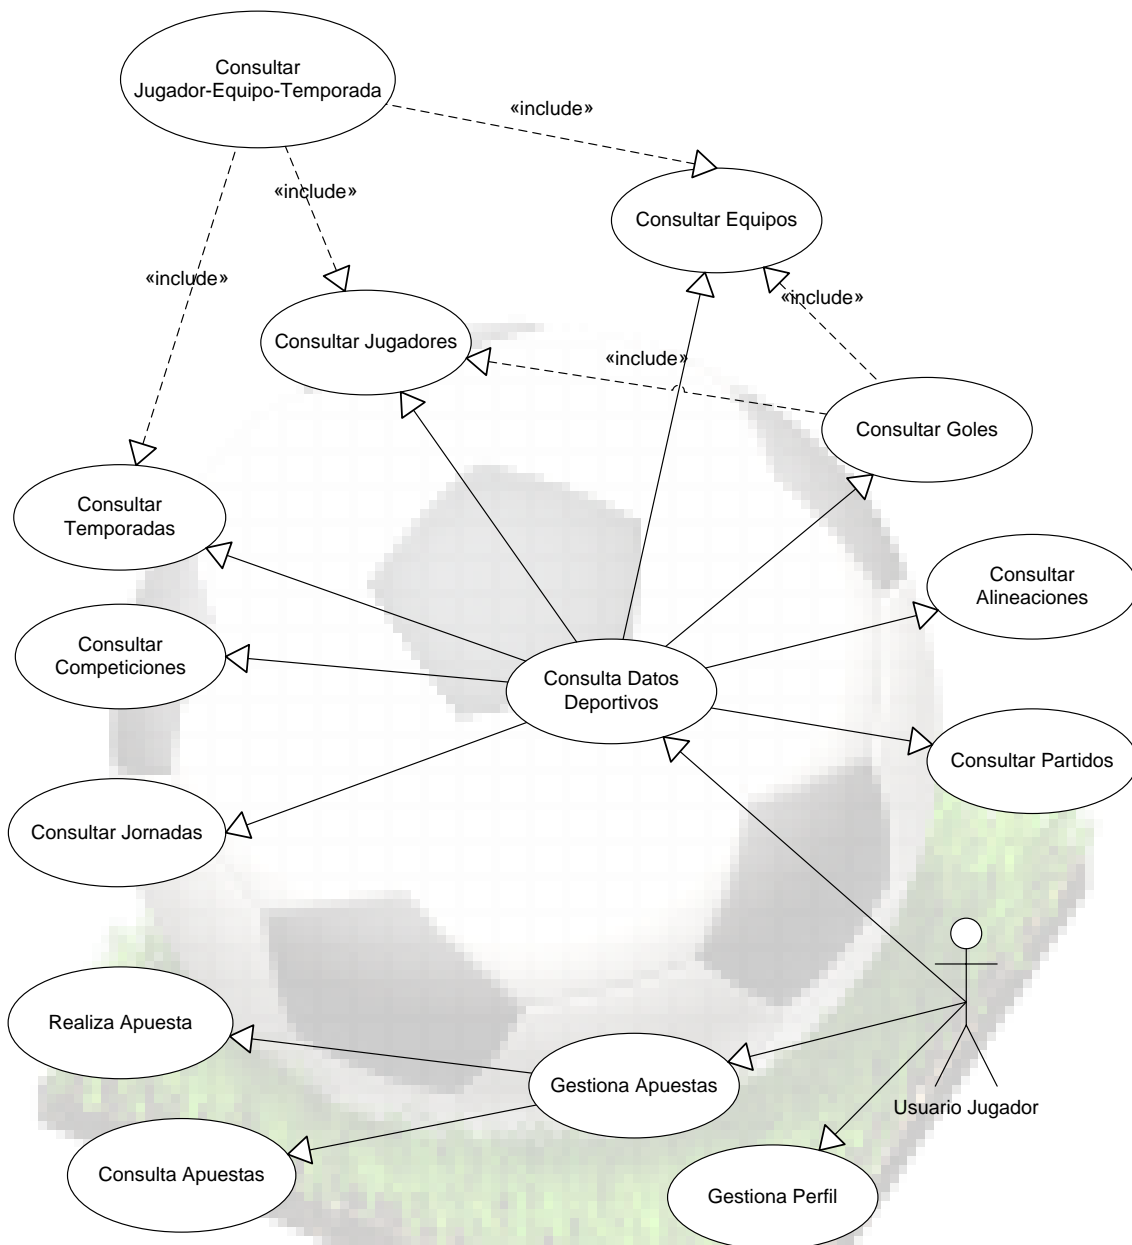 Consultar
Jugador-Equipo-Temporada
«include»
«include»
Consultar Equipos
«include»
«include»
Consultar Jugadores
«include»
Consultar Goles
Consultar
Temporadas
Consultar
Alineaciones
Consultar
Competiciones
Consulta Datos
Deportivos
Consultar Partidos
Consultar Jornadas
Realiza Apuesta
Gestiona Apuestas
Usuario Jugador
Consulta Apuestas
Gestiona Perfil